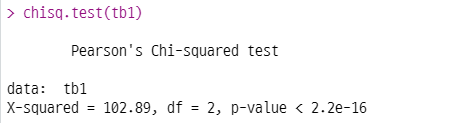 > chisq.test(tb1)
Pearson's Chi-squared test
data: tb1
X-squared = 102.89, df = 2, p-value < 2.2e-16